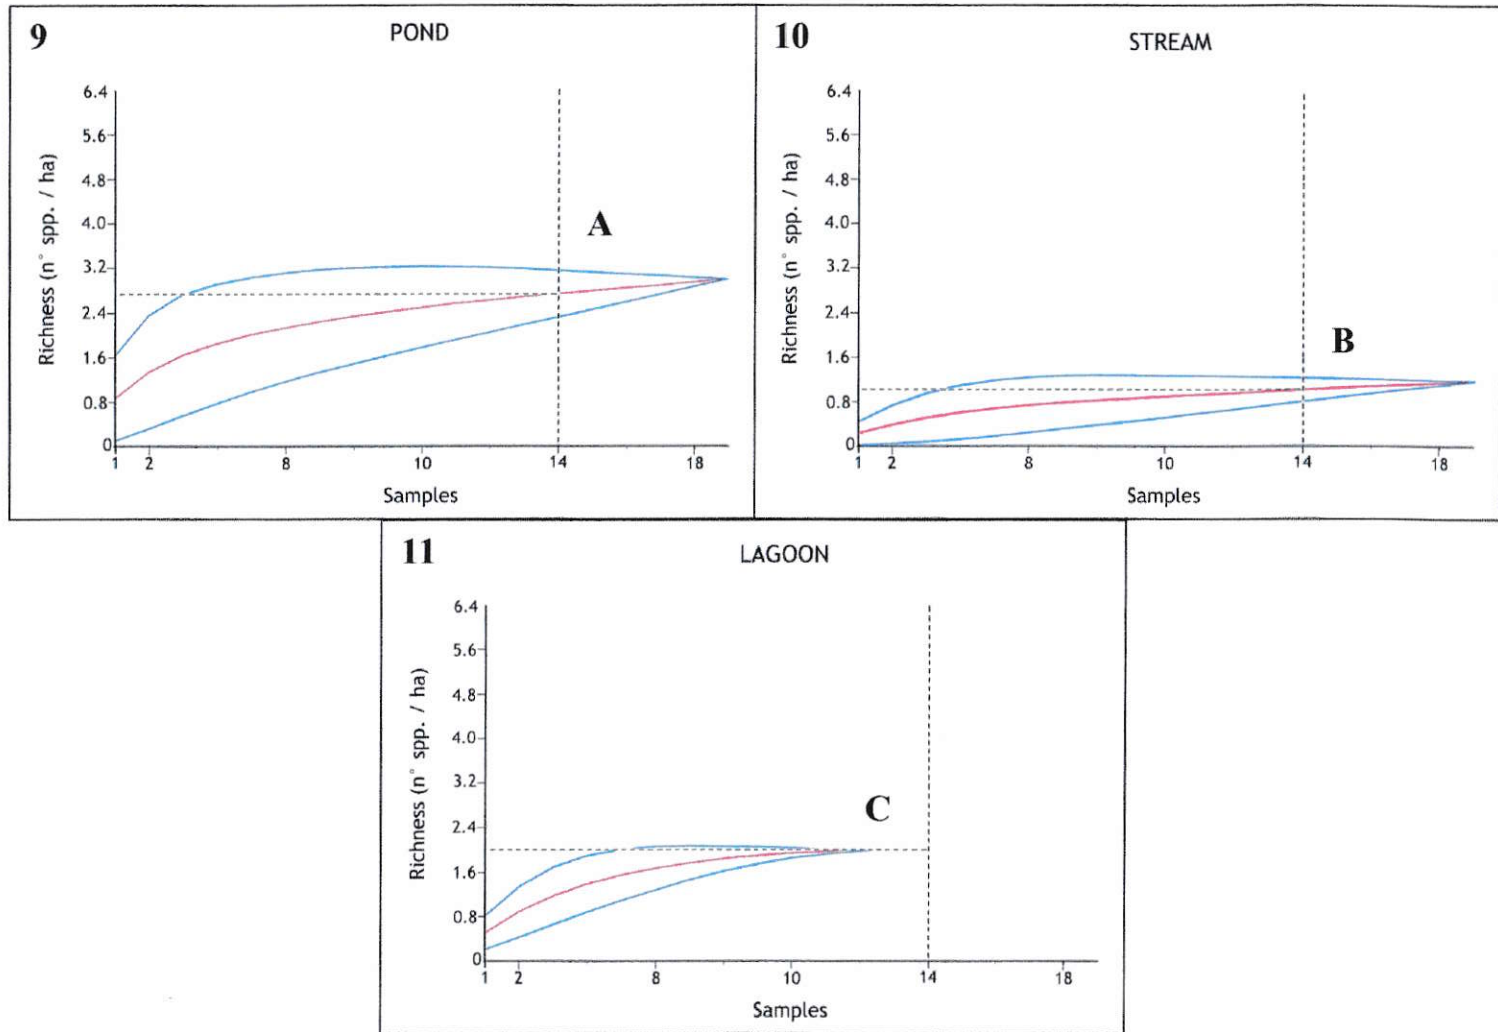 9
POND
6.4
5.6
4.8
4.0
3.2
2.4
1.6
0.8
0
Richness (n° spp. / ha)
A
1 2 8 10 14 18
Samples
10
STREAM
6.4
5.6
4.8
4.0
3.2
2.4
1.6
0.8
0
Richness (n° spp. / ha)
B
1 2 8 10 14 18
Samples
11
LAGOON
6.4
5.6
4.8
4.0
3.2
2.4
1.6
0.8
0
Richness (n° spp. / ha)
C
1 2 8 10 14 18
Samples